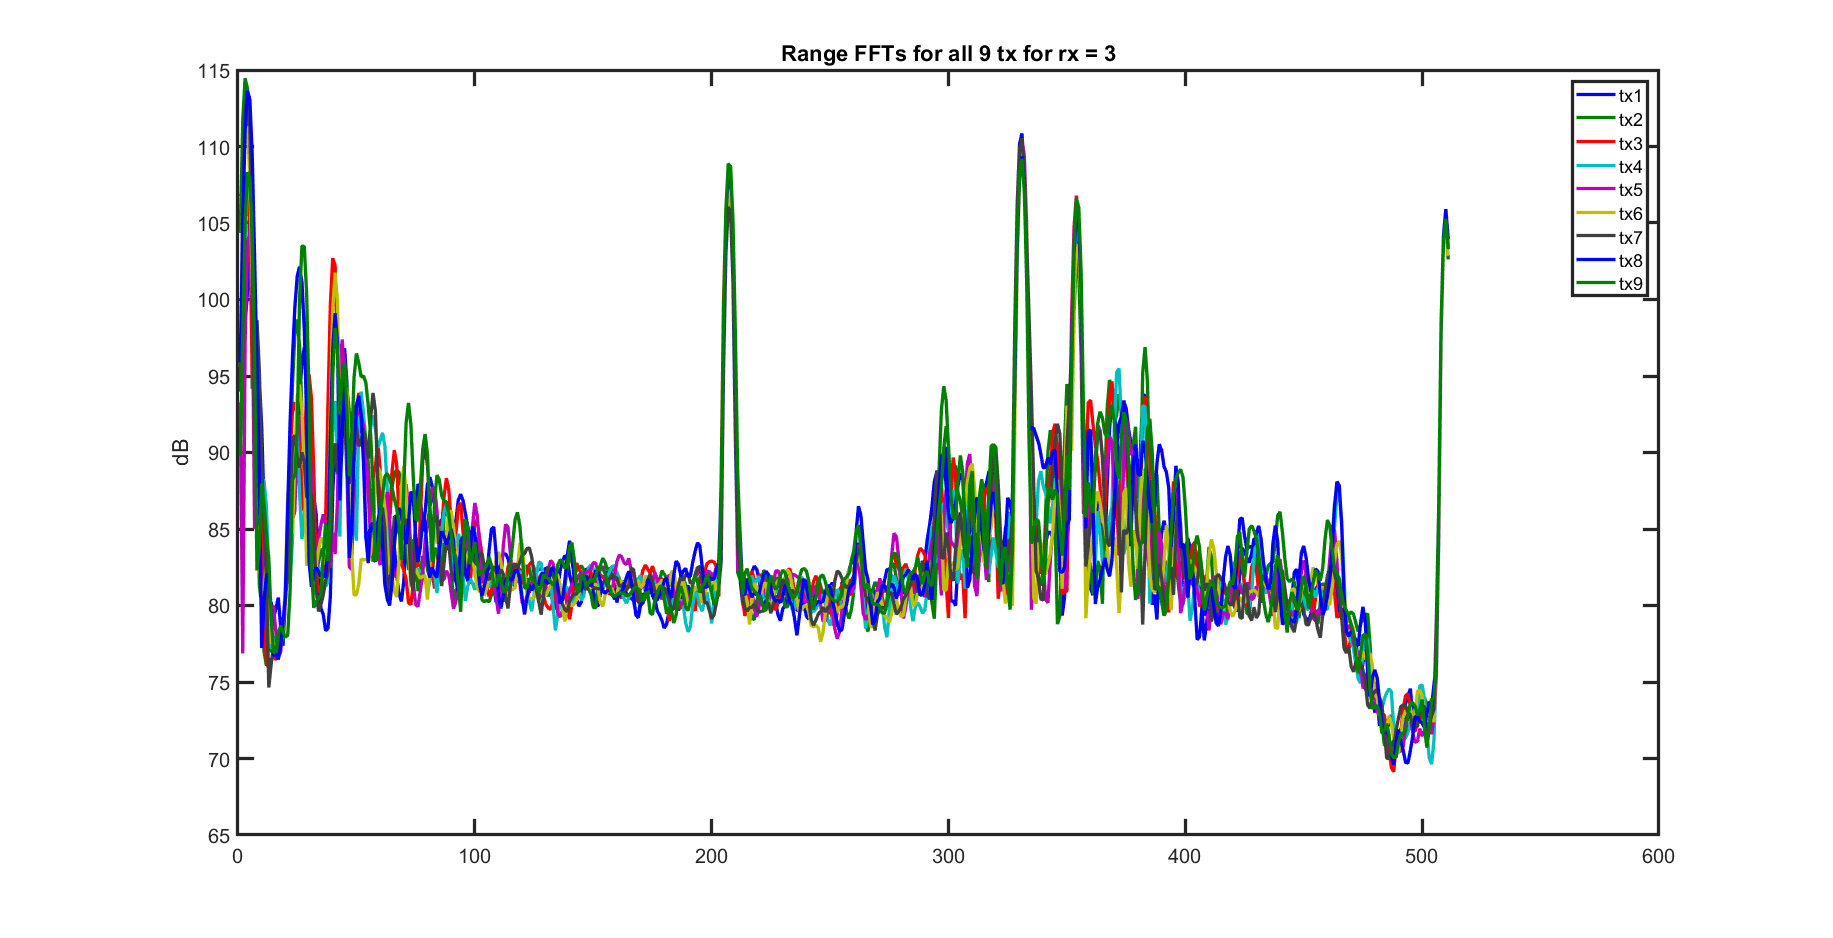 Range FFTs for all 9 tx for rx = 3
115
110
105
100
95
90
85
80
75
70
65
dB
0 100 200 300 400 500 600
tx1
tx2
tx3
tx4
tx5
tx6
tx7
tx8
tx9